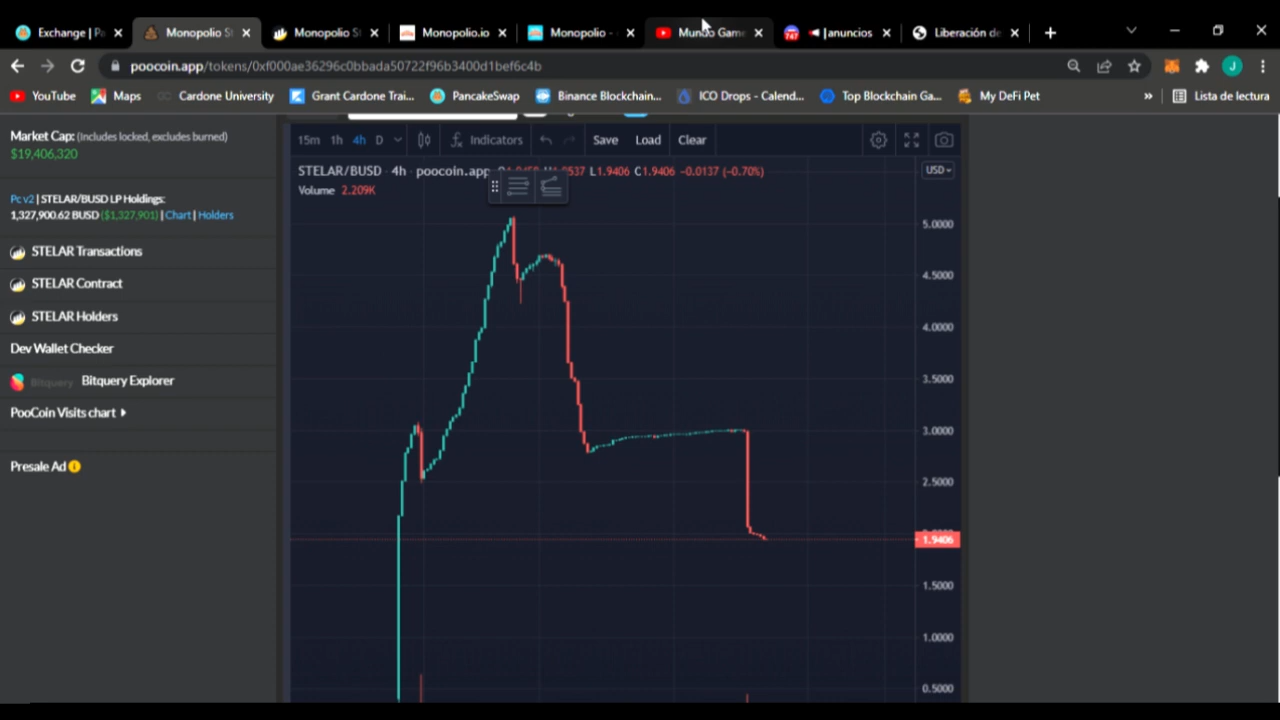 Exchange | Pa
Monopolio St
Monopolio St
Monopolio.io
Monopolio -
Mundo Game
|anuncios
Liberación de
poocoin.app/tokens/0xf000ae36296c0bbada50722f96b3400d1bef6c4b
J
YouTube
Maps
Cardone University
Grant Cardone Trai...
PancakeSwap
Binance Blockchain...
ICO Drops - Calend...
Top Blockchain Ga...
My DeFi Pet
»
Lista de lectura
Market Cap: (Includes locked, excludes burned)
$19,406,320
Pc v2 | STELAR/BUSD LP Holdings:
1,327,900.62 BUSD ($1,327,901) | Chart | Holders
STELAR Transactions
STELAR Contract
STELAR Holders
Dev Wallet Checker
Bitquery Bitquery Explorer
PooCoin Visits chart
Presale Ad
15m 1h 4h D Indicators Save Load Clear
STELAR/BUSD · 4h · poocoin.app L1.9406 C1.9406 -0.0137 (-0.70%)
Volume 2.209K
USD
5.0000
4.5000
4.0000
3.5000
3.0000
2.5000
1.9406
1.5000
1.0000
0.5000